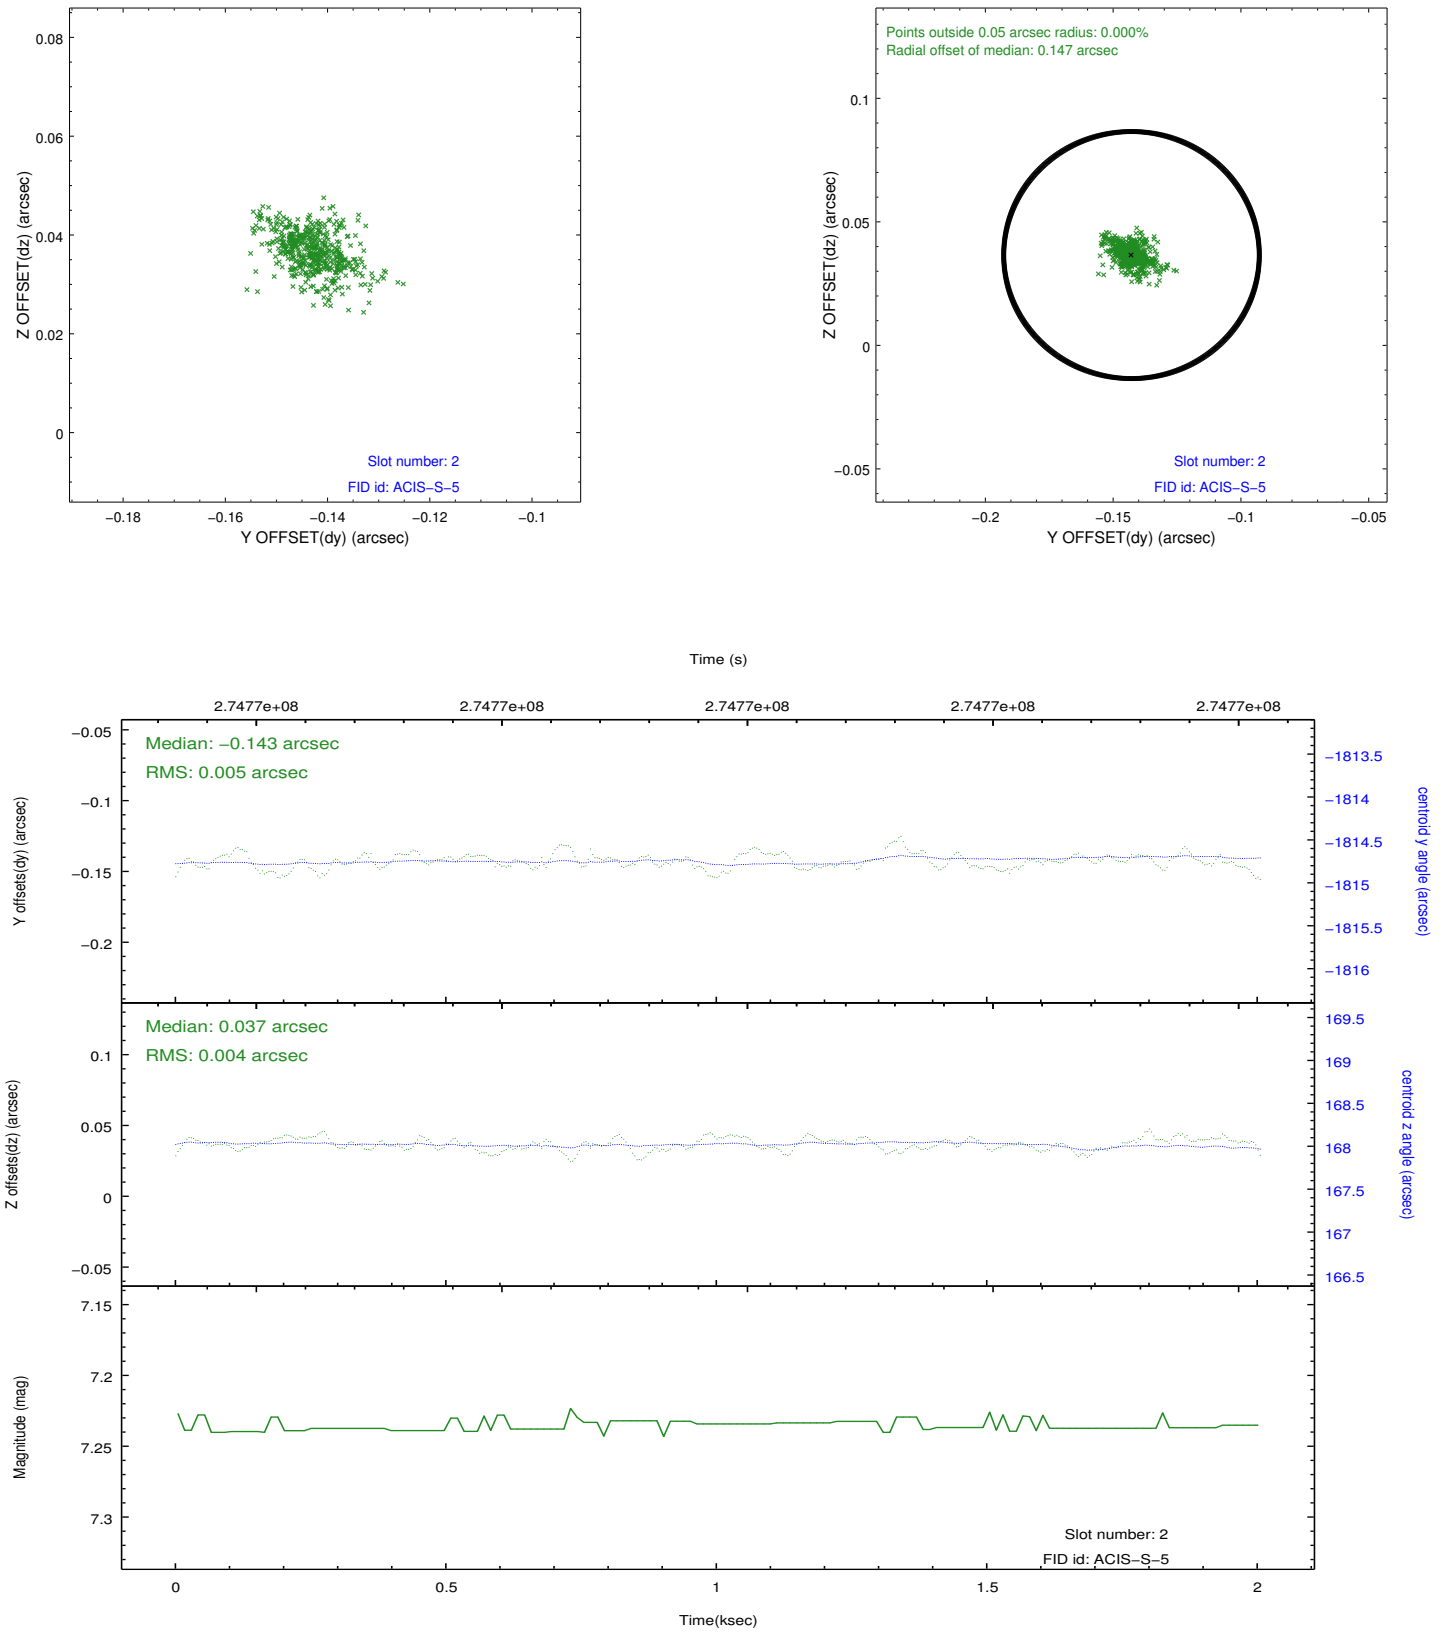 0.08
0.06
0.04
0.02
0
Z OFFSET(dz) (arcsec)
Slot number: 2
FID id: ACIS−S−5
−0.18
−0.16
−0.14
−0.12
−0.1
Y OFFSET(dy) (arcsec)
Points outside 0.05 arcsec radius: 0.000%
Radial offset of median: 0.147 arcsec
0.1
0.05
0
−0.05
Z OFFSET(dz) (arcsec)
Slot number: 2
FID id: ACIS−S−5
−0.2
−0.15
−0.1
−0.05
Y OFFSET(dy) (arcsec)
Time (s)
2.7477e+08
2.7477e+08
2.7477e+08
2.7477e+08
2.7477e+08
Median: −0.143 arcsec
RMS: 0.005 arcsec
−0.05
−0.1
−0.15
−0.2
Y offsets(dy) (arcsec)
−1813.5
−1814
−1814.5
−1815
−1815.5
−1816
centroid y angle (arcsec)
Median: 0.037 arcsec
RMS: 0.004 arcsec
0.1
0.05
0
−0.05
Z offsets(dz) (arcsec)
169.5
169
168.5
168
167.5
167
166.5
centroid z angle (arcsec)
7.15
7.2
7.25
7.3
Magnitude (mag)
Slot number: 2
FID id: ACIS−S−5
0
0.5
1
1.5
2
Time(ksec)